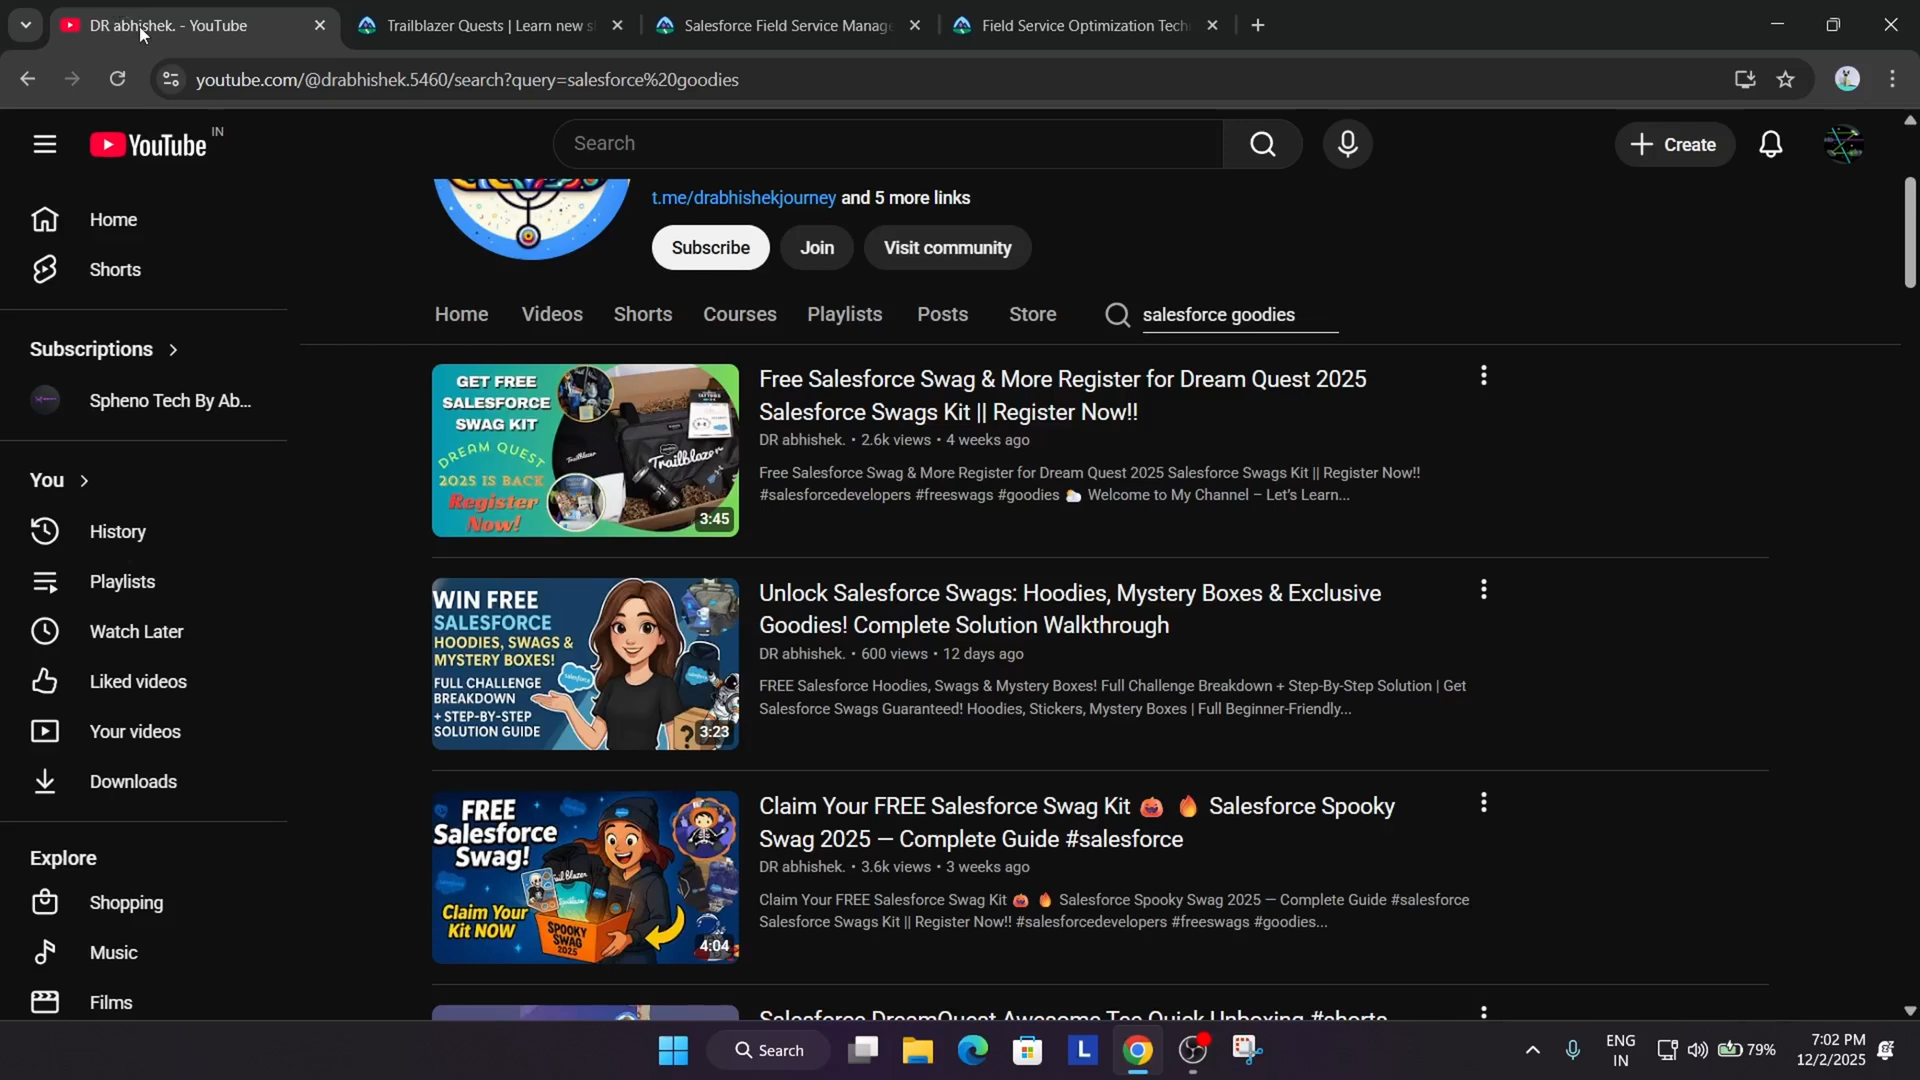 DR abhishek. - YouTube
Trailblazer Quests | Learn new s
Salesforce Field Service Manage
Field Service Optimization Tech
youtube.com/@drabhishek.5460/search?query=salesforce%20goodies
YouTube IN
Search
Create
Home
Shorts
Subscriptions
Spheno Tech By Ab...
You
History
Playlists
Watch Later
Liked videos
Your videos
Downloads
Explore
Shopping
Music
Films
t.me/drabhishekjourney and 5 more links
Subscribe
Join
Visit community
Home
Videos
Shorts
Courses
Playlists
Posts
Store
salesforce goodies
GET FREE
SALESFORCE
SWAG KIT
DREAM QUEST
2025 IS BACK
Register
Now!
Trailblazer
3:45
Free Salesforce Swag & More Register for Dream Quest 2025
Salesforce Swags Kit || Register Now!!
DR abhishek. • 2.6k views • 4 weeks ago
Free Salesforce Swag & More Register for Dream Quest 2025 Salesforce Swags Kit || Register Now!!
#salesforcedevelopers #freeswags #goodies 🌥️ Welcome to My Channel – Let's Learn...
WIN FREE
SALESFORCE
HOODIES, SWAGS &
MYSTERY BOXES!
FULL CHALLENGE
BREAKDOWN
+ STEP-BY-STEP
SOLUTION GUIDE
salesforce
3:23
Unlock Salesforce Swags: Hoodies, Mystery Boxes & Exclusive
Goodies! Complete Solution Walkthrough
DR abhishek. • 600 views • 12 days ago
FREE Salesforce Hoodies, Swags & Mystery Boxes! Full Challenge Breakdown + Step-By-Step Solution | Get
Salesforce Swags Guaranteed! Hoodies, Stickers, Mystery Boxes | Full Beginner-Friendly...
FREE
Salesforce
Swag!
Claim Your
Kit NOW
SPOOKY
SWAG
2025
4:04
Claim Your FREE Salesforce Swag Kit 🎃 🔥 Salesforce Spooky
Swag 2025 — Complete Guide #salesforce
DR abhishek. • 3.6k views • 3 weeks ago
Claim Your FREE Salesforce Swag Kit 🎃 🔥 Salesforce Spooky Swag 2025 — Complete Guide #salesforce
Salesforce Swags Kit || Register Now!! #salesforcedevelopers #freeswags #goodies...
Salesforce DreamQuest Awesome Tee Quick Unboxing #shorts
Search
L
ENG
IN
79%
7:02 PM
12/2/2025